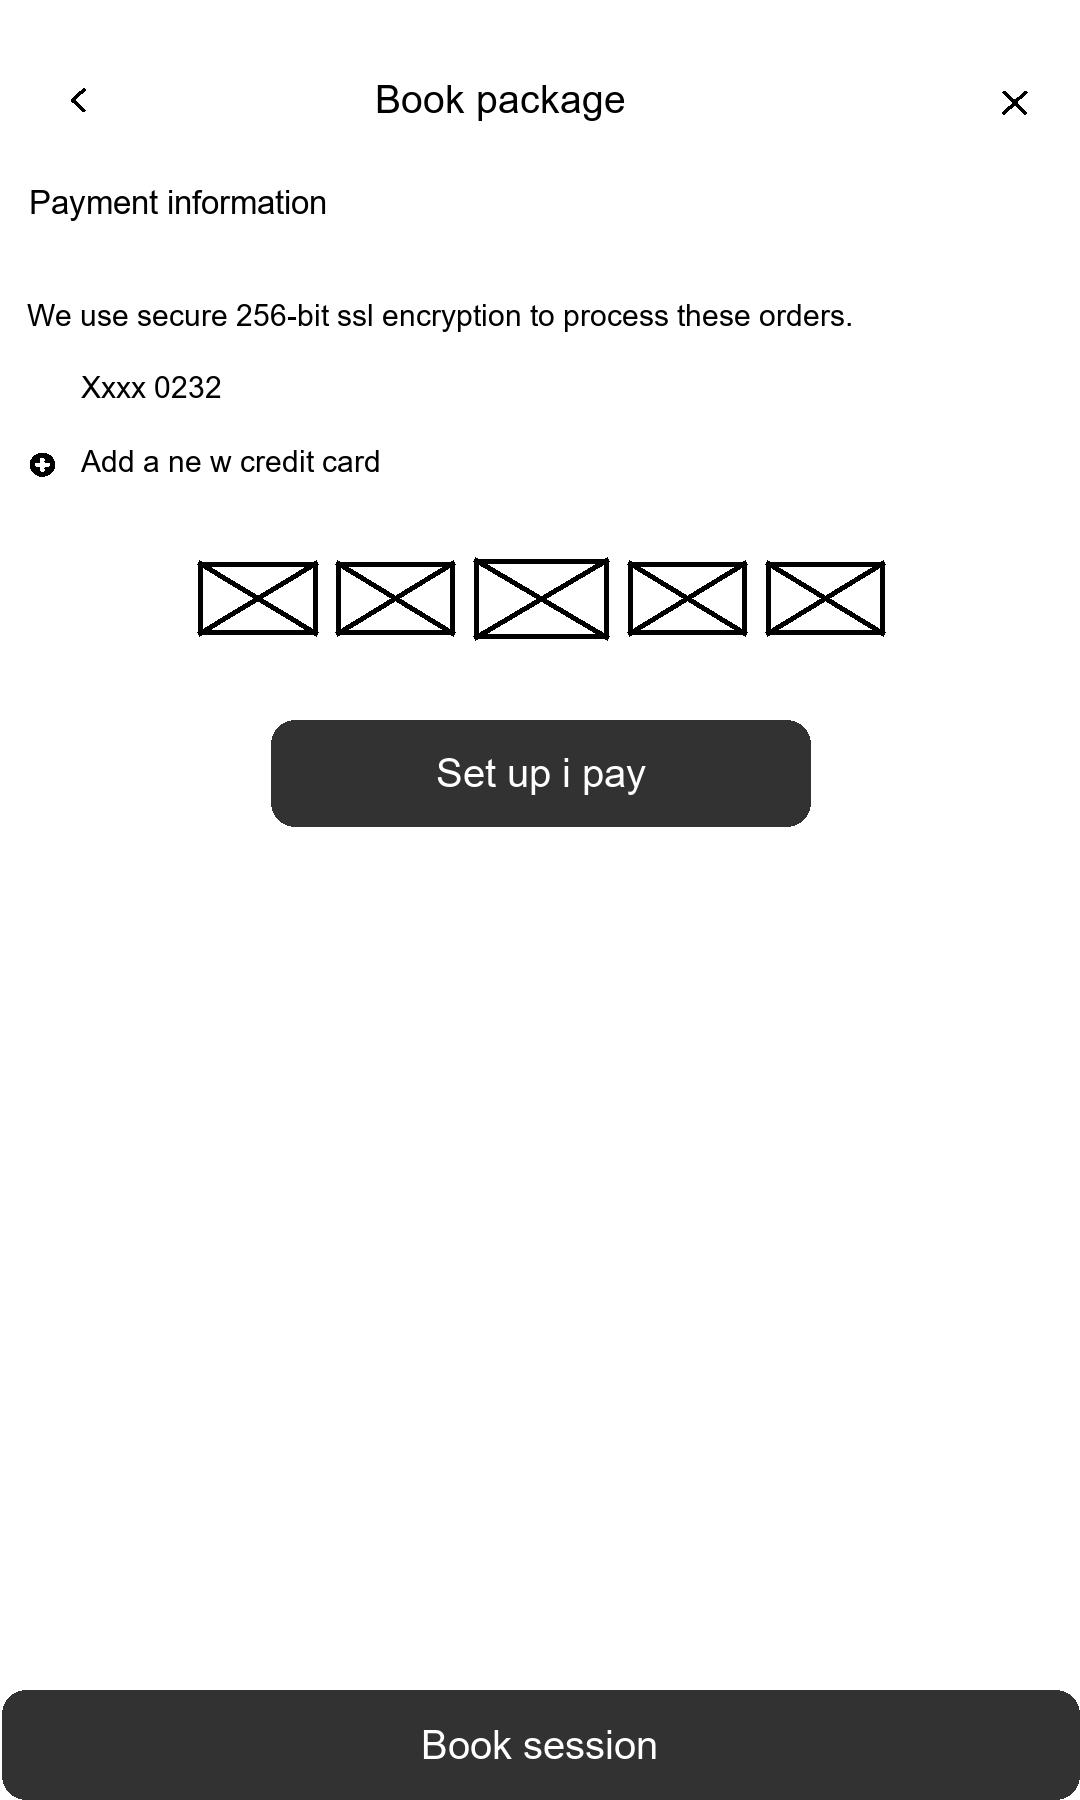 Book package
Payment information
We use secure 256-bit ssl encryption to process these orders.
Xxxx 0232
Add a ne w credit card
Set up i pay
Book session